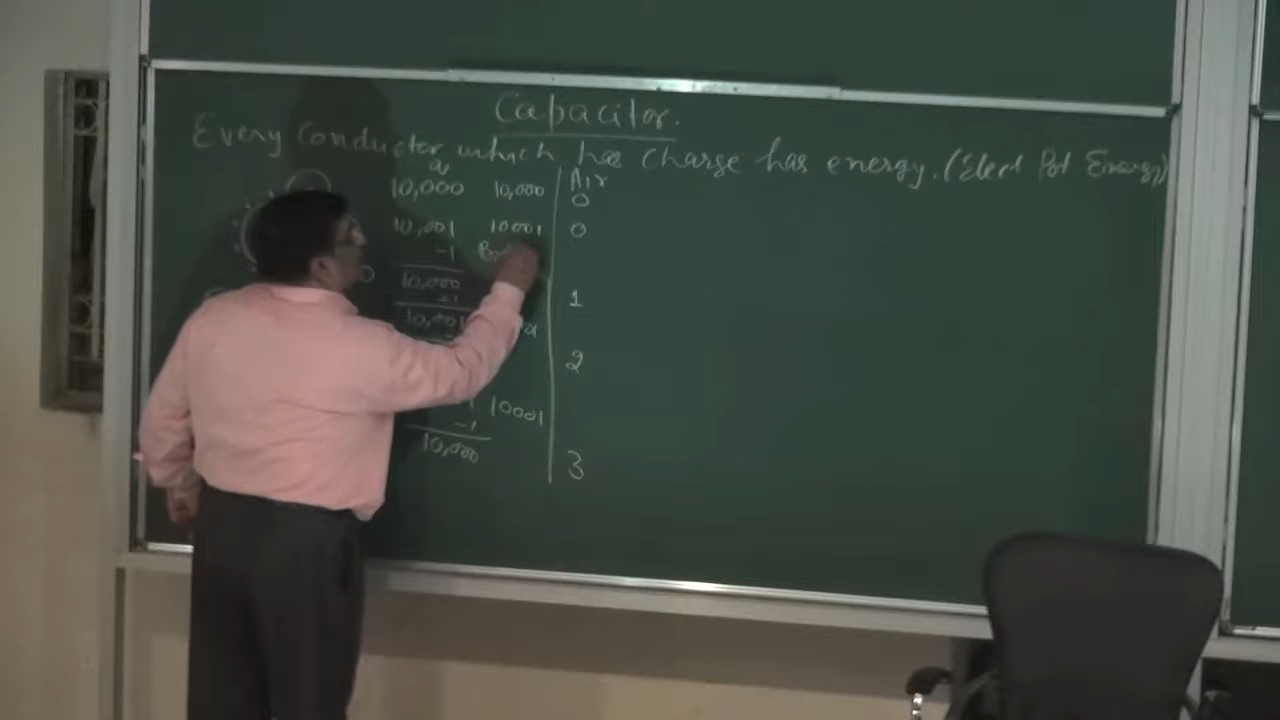 Capacitor.
Every Conductor which has charge has energy. (Elect Pot Energy)
Air
10,000 10,000 0
10,001 10001 0
-1
10,000
1
10,001
2
10001
-1
10,000
3